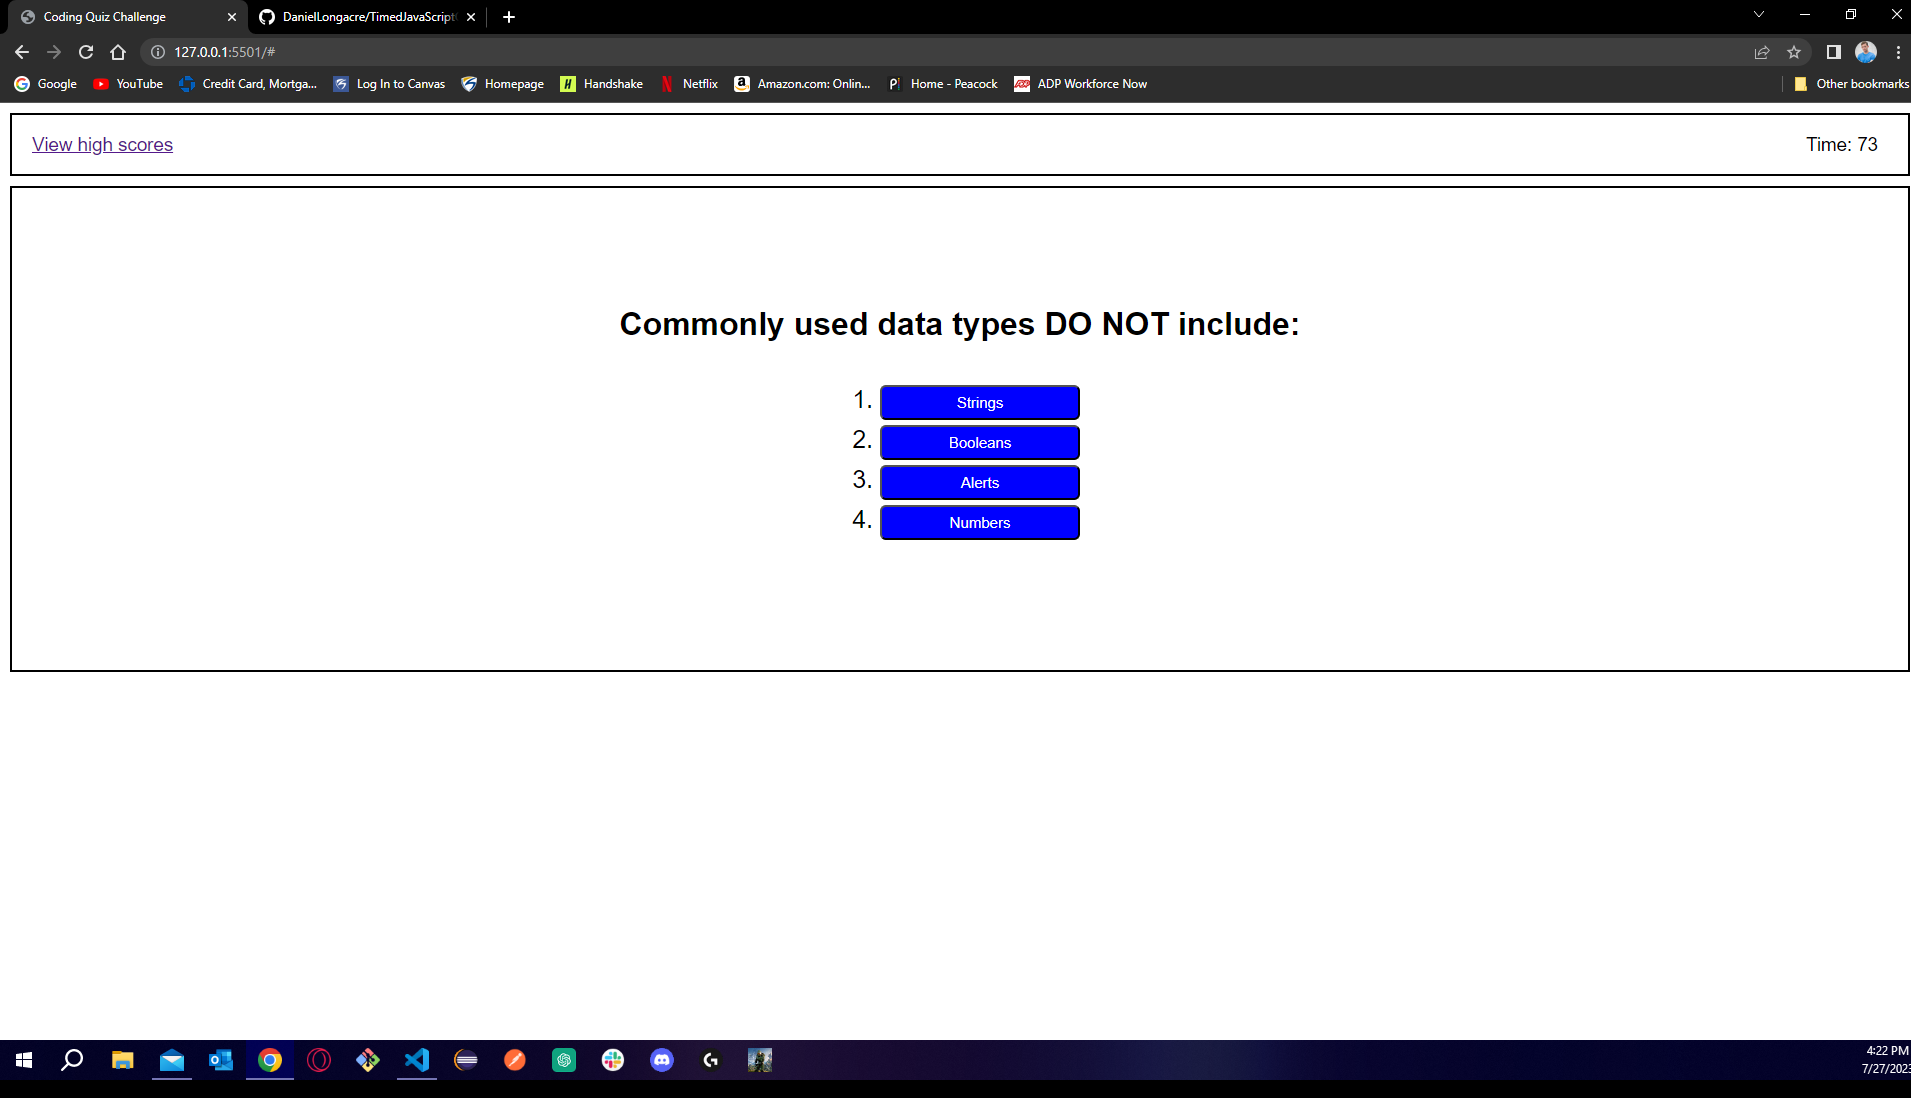 Coding Quiz Challenge
DanielLongacre/TimedJavaScript
127.0.0.1:5501/#
Google YouTube Credit Card, Mortga... Log In to Canvas Homepage Handshake Netflix Amazon.com: Onlin... Home - Peacock ADP Workforce Now Other bookmarks
View high scores
Time: 73
Commonly used data types DO NOT include:
1. Strings
2. Booleans
3. Alerts
4. Numbers
4:22 PM
7/27/2023